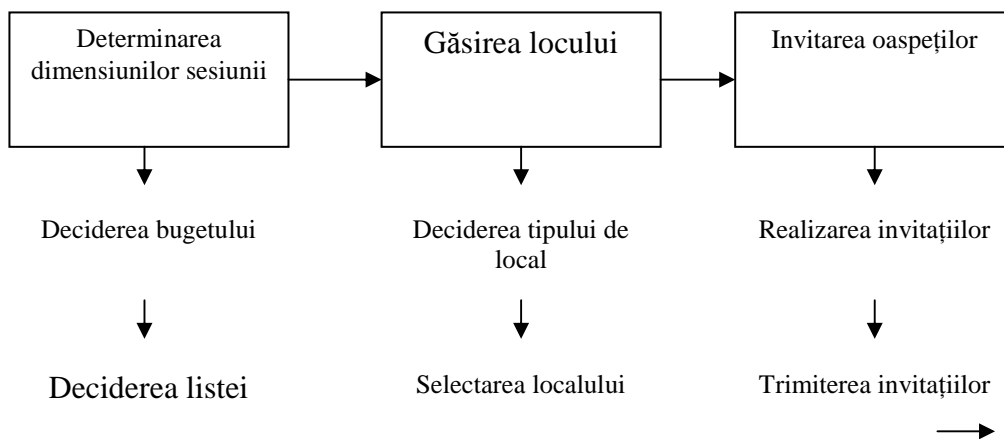 Determinarea
dimensiunilor sesiunii
Găsirea locului
Invitarea oaspeților
Deciderea bugetului
Deciderea tipului de
local
Realizarea invitațiilor
Deciderea listei
Selectarea localului
Trimiterea invitațiilor